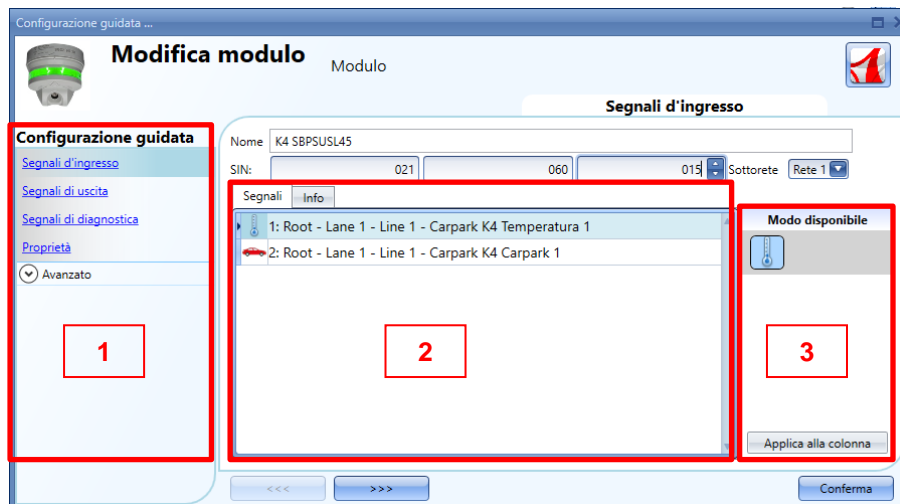 Configurazione guidata ...
Modifica modulo
Modulo
Segnali d'ingresso
Configurazione guidata
Segnali d'ingresso
Segnali di uscita
Segnali di diagnostica
Proprietà
Avanzato
1
Nome K4 SBPSUSL45
SIN: 021 060 015 Sottorete Rete 1
Segnali Info
1: Root - Lane 1 - Line 1 - Carpark K4 Temperatura 1
2: Root - Lane 1 - Line 1 - Carpark K4 Carpark 1
2
Modo disponibile
3
Applica alla colonna
<<< >>> Conferma